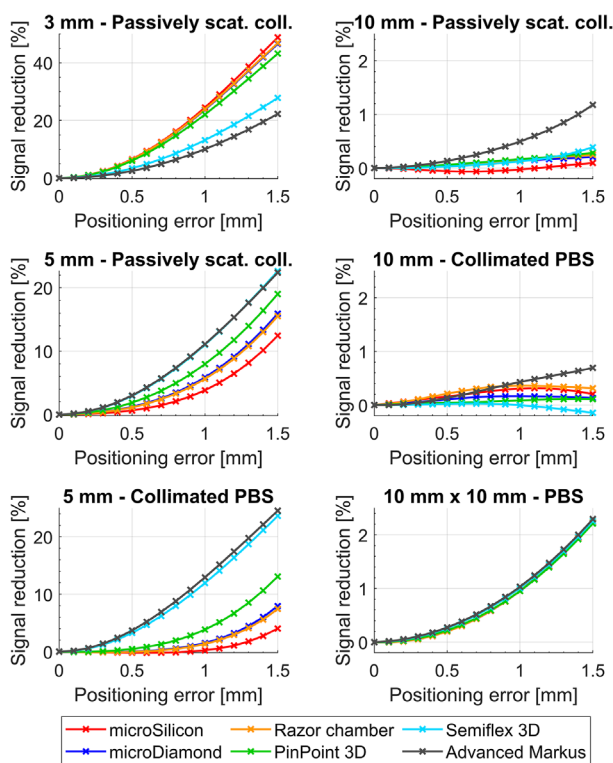 3 mm - Passively scat. coll.
Signal reduction [%]
40
20
0
0 0.5 1 1.5
Positioning error [mm]
10 mm - Passively scat. coll.
Signal reduction [%]
2
1
0
0 0.5 1 1.5
Positioning error [mm]
5 mm - Passively scat. coll.
Signal reduction [%]
20
10
0
0 0.5 1 1.5
Positioning error [mm]
10 mm - Collimated PBS
Signal reduction [%]
2
1
0
0 0.5 1 1.5
Positioning error [mm]
5 mm - Collimated PBS
Signal reduction [%]
20
10
0
0 0.5 1 1.5
Positioning error [mm]
10 mm x 10 mm - PBS
Signal reduction [%]
2
1
0
0 0.5 1 1.5
Positioning error [mm]
microSilicon Razor chamber Semiflex 3D
microDiamond PinPoint 3D Advanced Markus